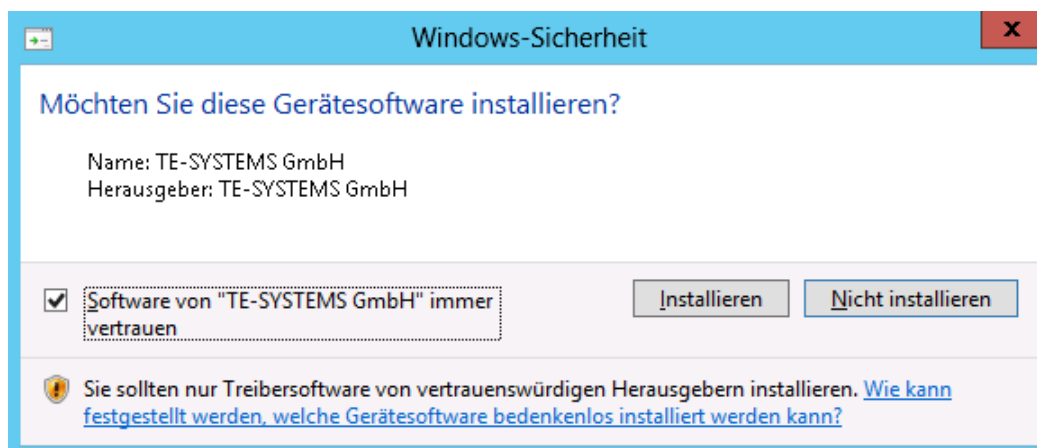 Windows-Sicherheit
x
Möchten Sie diese Gerätesoftware installieren?
Name: TE-SYSTEMS GmbH
Herausgeber: TE-SYSTEMS GmbH
Software von "TE-SYSTEMS GmbH" immer
vertrauen
Installieren
Nicht installieren
Sie sollten nur Treibersoftware von vertrauenswürdigen Herausgebern installieren. Wie kann
festgestellt werden, welche Gerätesoftware bedenkenlos installiert werden kann?